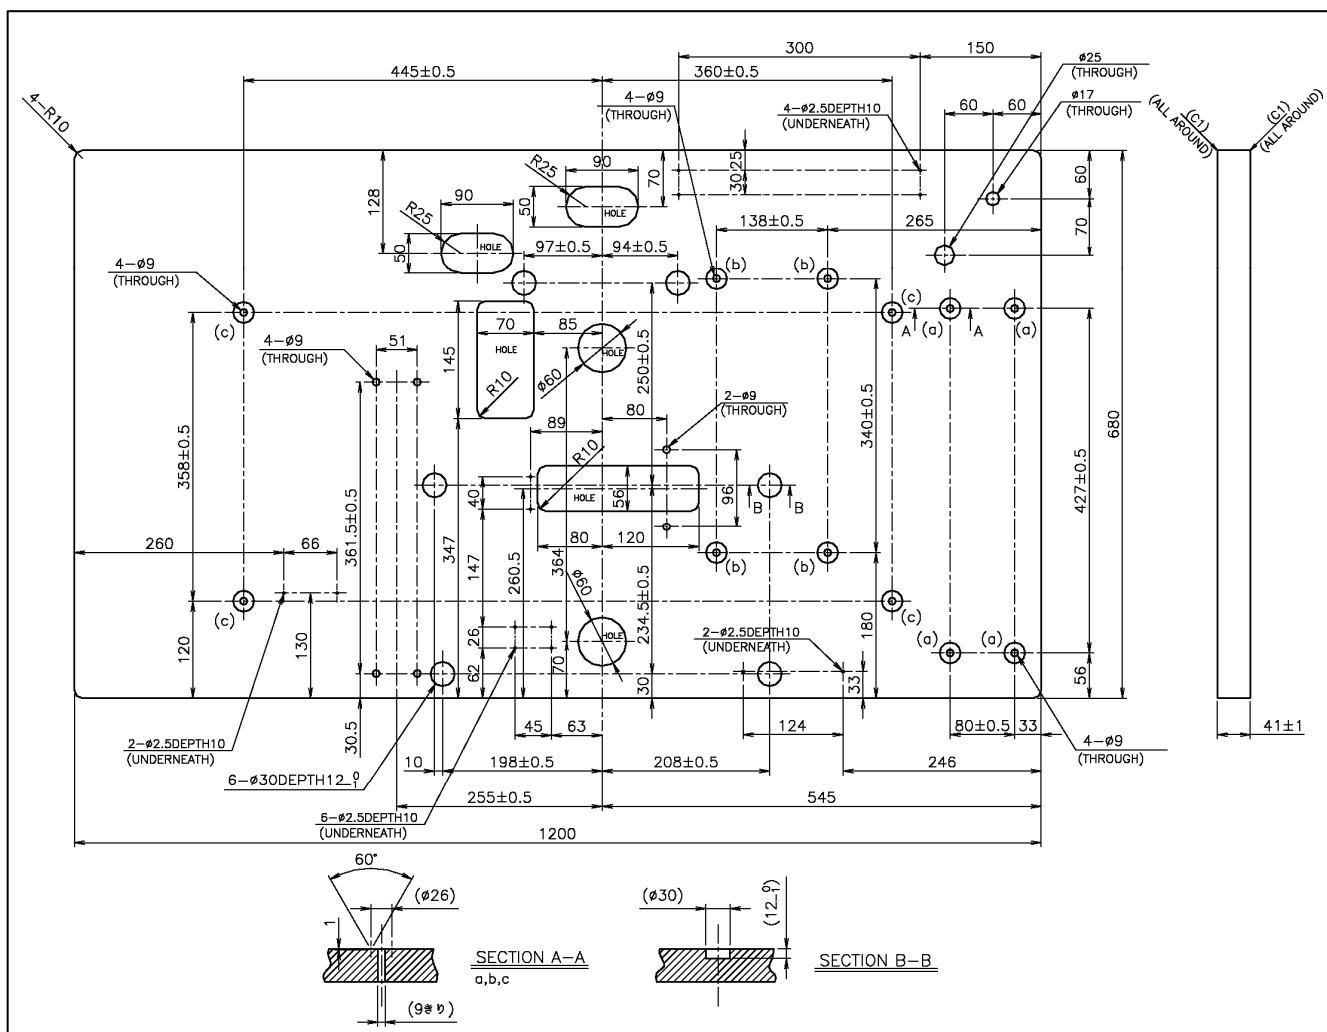 300
150
ø25
(THROUGH)
445±0.5
360±0.5
4-ø9
(THROUGH)
4-ø2.5DEPTH10
(UNDERNEATH)
60
60
ø17
(THROUGH)
4-R10
(C1)
(ALL AROUND)
(C1)
(ALL AROUND)
90
R25
50
HOLE
70
25
30
128
90
R25
50
HOLE
60
70
138±0.5
265
97±0.5
94±0.5
4-ø9
(THROUGH)
(b)
(b)
(c)
(c)
A
(a)
A
(a)
70
85
HOLE
145
R10
HOLE
ø60
250±0.5
4-ø9
(THROUGH)
51
680
340±0.5
2-ø9
(THROUGH)
80
89
R10
358±0.5
361.5±0.5
427±0.5
40
HOLE
56
96
B
B
347
147
260.5
80
120
364
ø60
234.5±0.5
(b)
(b)
260
66
(c)
(c)
120
130
26
62
70
HOLE
30
2-ø2.5DEPTH10
(UNDERNEATH)
180
33
(a)
(a)
56
30.5
45
63
124
80±0.5
33
41±1
2-ø2.5DEPTH10
(UNDERNEATH)
4-ø9
(THROUGH)
6-ø30DEPTH12 0 -1
10
198±0.5
208±0.5
246
255±0.5
545
6-ø2.5DEPTH10
(UNDERNEATH)
1200
60°
(ø26)
1
SECTION A-A
a,b,c
(9キリ)
(ø30)
(12 0 -1)
SECTION B-B